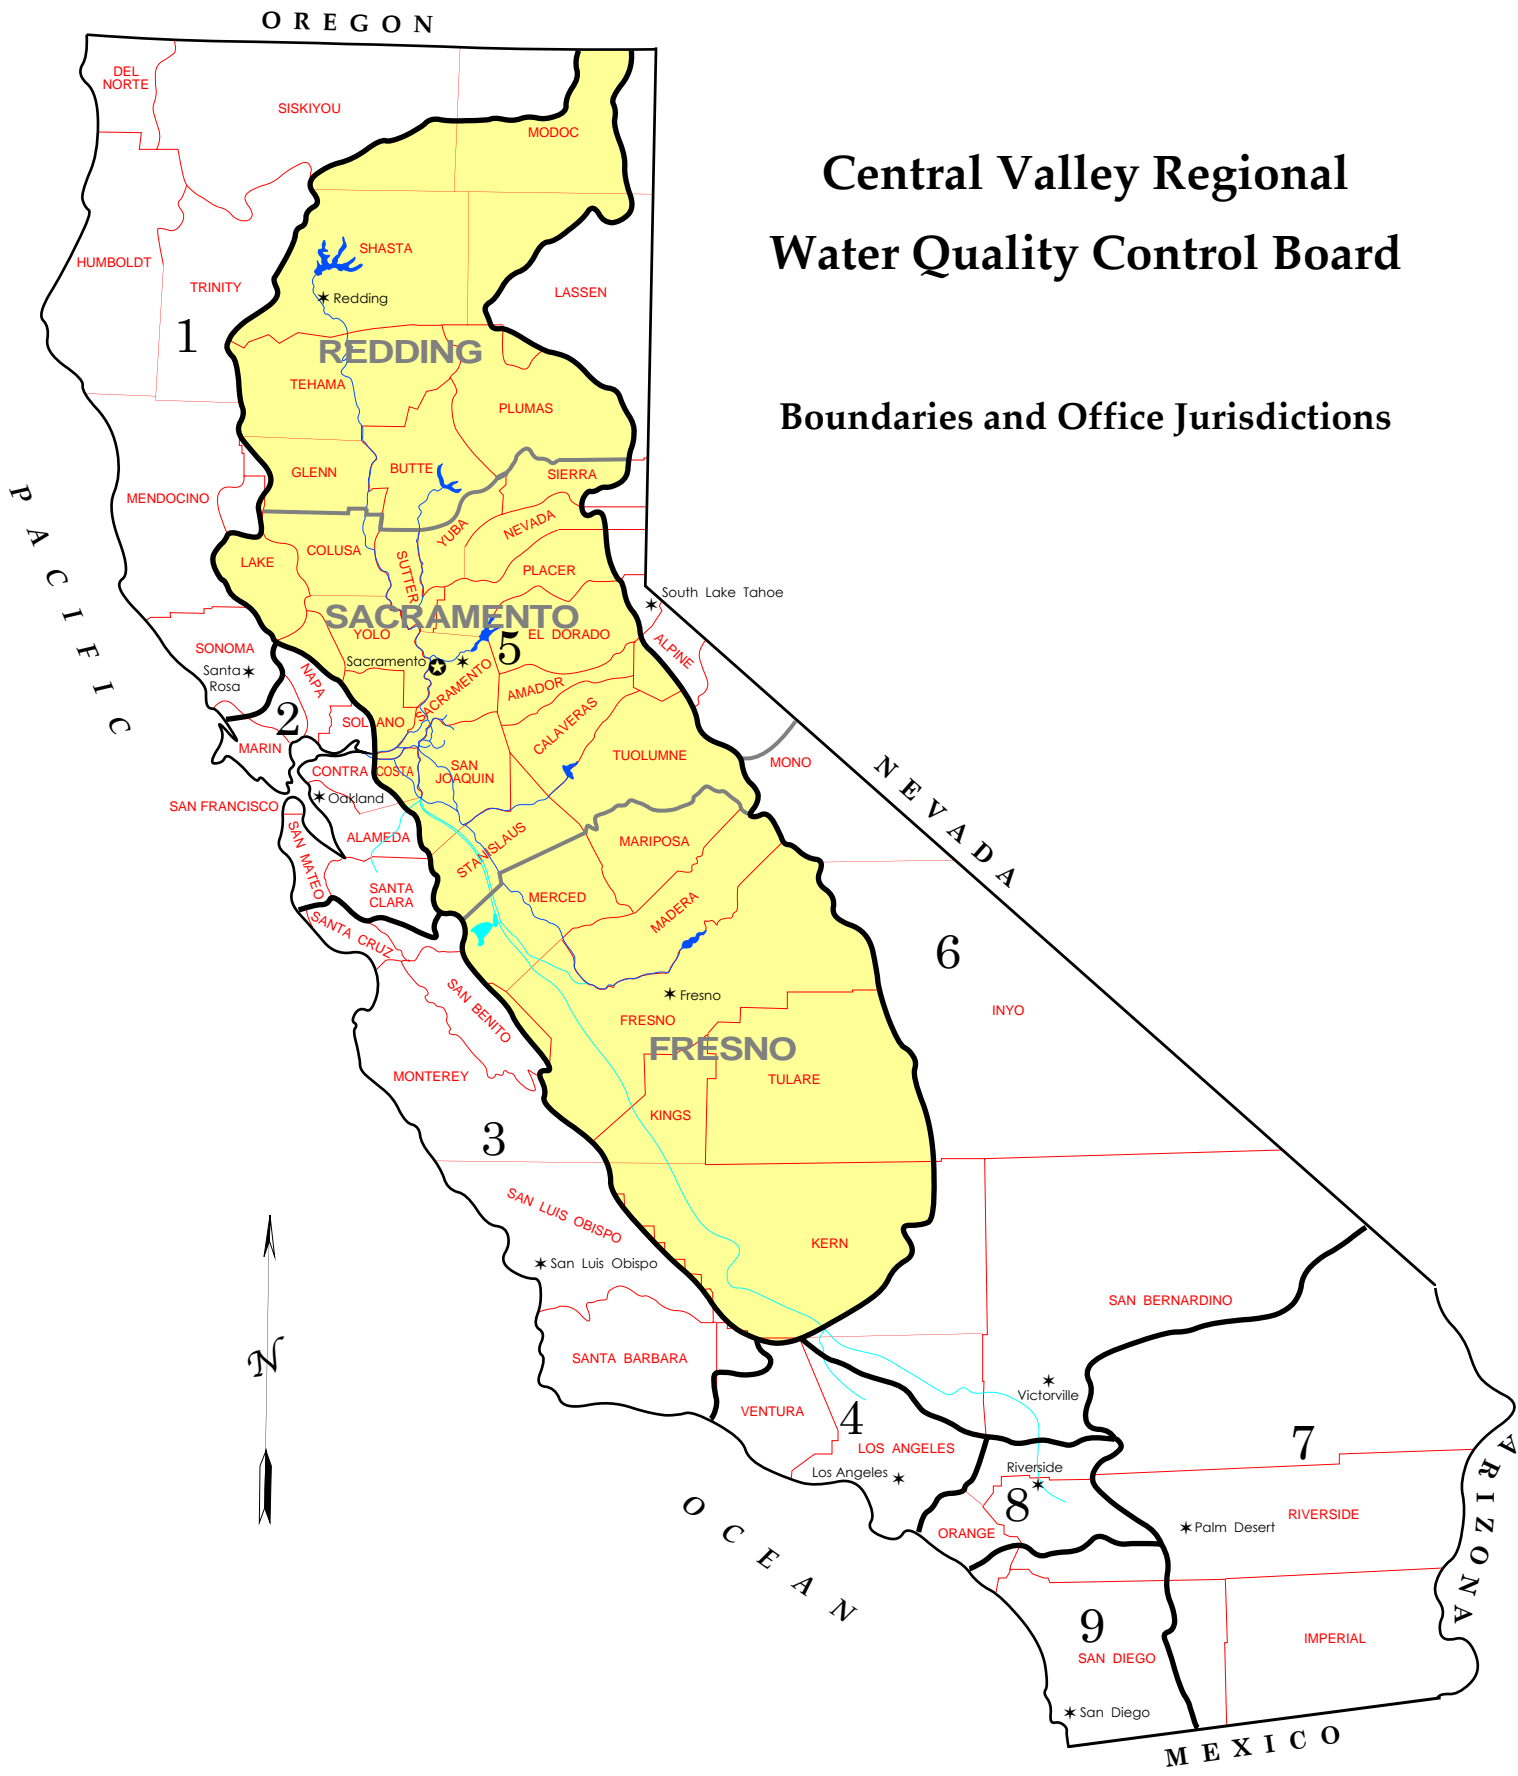 OREGON
Central Valley Regional
Water Quality Control Board
Boundaries and Office Jurisdictions
DEL
NORTE
SISKIYOU
MODOC
HUMBOLDT
TRINITY
1
SHASTA
Redding
LASSEN
REDDING
TEHAMA
PLUMAS
GLENN
BUTTE
SIERRA
MENDOCINO
PACIFIC
LAKE
COLUSA
SUTTER
YUBA
NEVADA
PLACER
South Lake Tahoe
SACRAMENTO
YOLO
5
EL DORADO
ALPINE
SONOMA
Santa
Rosa
Sacramento
NAPA
SACRAMENTO
AMADOR
2
SOLANO
CALAVERAS
MARIN
TUOLUMNE
MONO
NEVADA
CONTRA COSTA
SAN
JOAQUIN
Oakland
SAN FRANCISCO
ALAMEDA
STANISLAUS
MARIPOSA
SAN MATEO
SANTA
CLARA
MERCED
MADERA
SANTA CRUZ
6
SAN BENITO
Fresno
FRESNO
INYO
FRESNO
MONTEREY
TULARE
KINGS
3
SAN LUIS OBISPO
KERN
San Luis Obispo
SAN BERNARDINO
N
SANTA BARBARA
Victorville
VENTURA
4
LOS ANGELES
7
ARIZONA
Los Angeles
Riverside
8
ORANGE
Palm Desert
RIVERSIDE
OCEAN
9
SAN DIEGO
IMPERIAL
San Diego
MEXICO